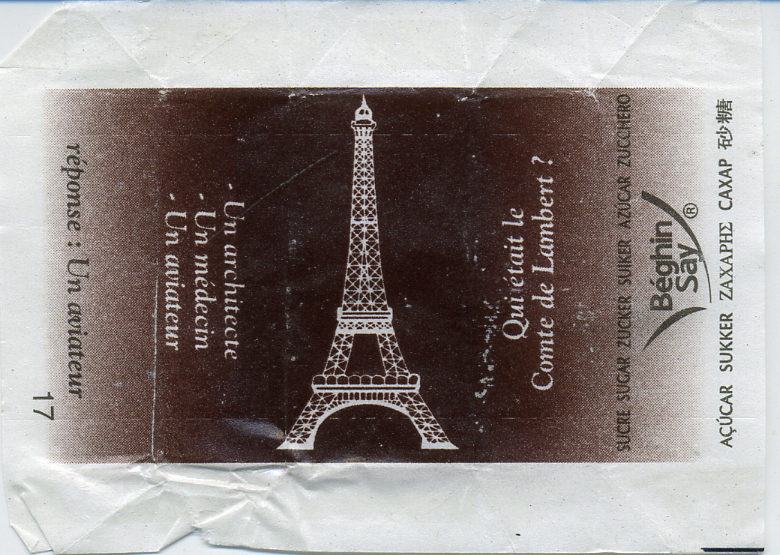 AÇÚCAR SUKKER ΖΑΧΑΡΗΣ САХАР 砂糖
Béghin
Say®
SUCRE SUGAR ZUCKER SUIKER AZÚCAR ZUCCHERO
Qui était le
Comte de Lambert ?
- Un architecte
- Un médecin
- Un aviateur
réponse : Un aviateur
17